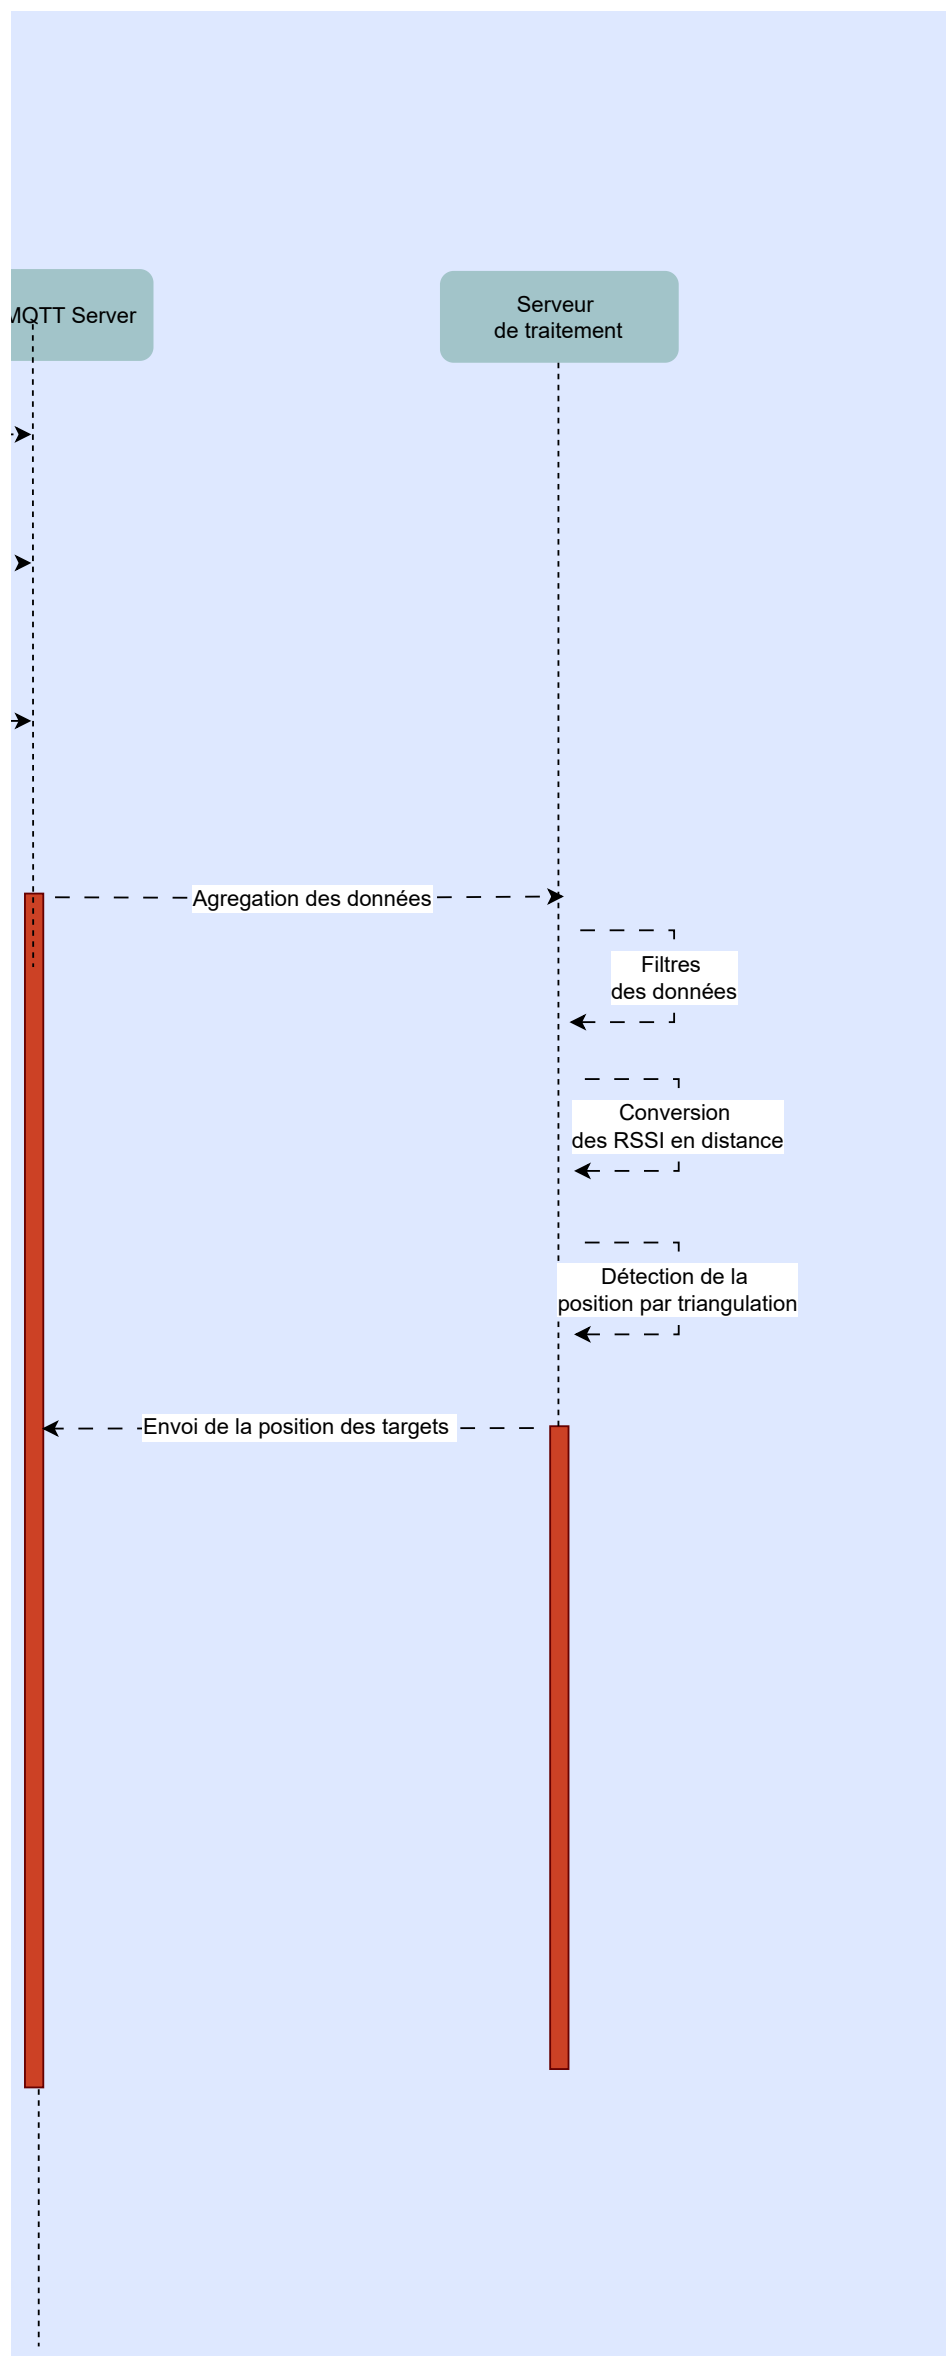 MQTT Server
Serveur
de traitement
Agregation des données
Filtres
des données
Conversion
des RSSI en distance
Détection de la
position par triangulation
Envoi de la position des targets